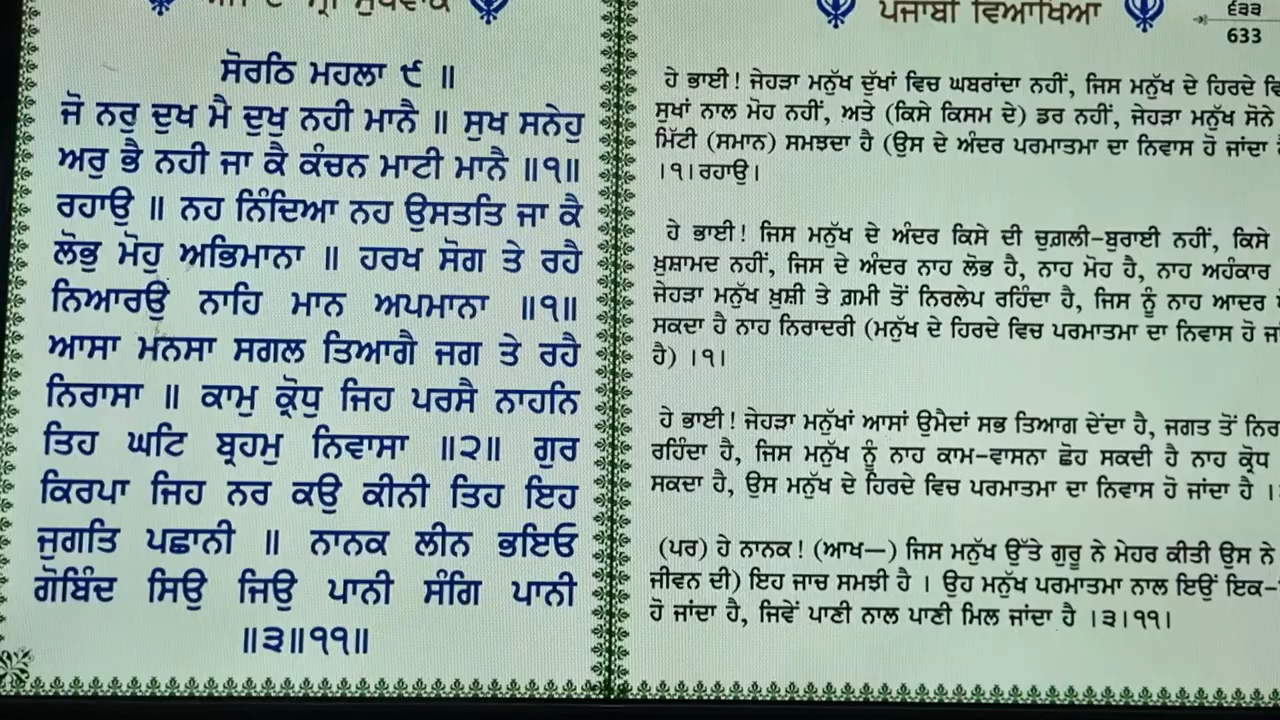 ਪੰਜਾਬੀ ਵਿਆਖਿਆ
੬੩੩
633
ਸੋਰਠਿ ਮਹਲਾ ੯ ॥
ਜੋ ਨਰੁ ਦੁਖ ਮੈ ਦੁਖੁ ਨਹੀ ਮਾਨੈ ॥ ਸੁਖ ਸਨੇਹੁ
ਅਰੁ ਭੈ ਨਹੀ ਜਾ ਕੈ ਕੰਚਨ ਮਾਟੀ ਮਾਨੈ ॥੧॥
ਰਹਾਉ ॥ ਨਹ ਨਿੰਦਿਆ ਨਹ ਉਸਤਤਿ ਜਾ ਕੈ
ਲੋਭੁ ਮੋਹੁ ਅਭਿਮਾਨਾ ॥ ਹਰਖ ਸੋਗ ਤੇ ਰਹੈ
ਨਿਆਰਉ ਨਾਹਿ ਮਾਨ ਅਪਮਾਨਾ ॥੧॥
ਆਸਾ ਮਨਸਾ ਸਗਲ ਤਿਆਗੈ ਜਗ ਤੇ ਰਹੈ
ਨਿਰਾਸਾ ॥ ਕਾਮੁ ਕ੍ਰੋਧੁ ਜਿਹ ਪਰਸੈ ਨਾਹਨਿ
ਤਿਹ ਘਟਿ ਬ੍ਰਹਮੁ ਨਿਵਾਸਾ ॥੨॥ ਗੁਰ
ਕਿਰਪਾ ਜਿਹ ਨਰ ਕਉ ਕੀਨੀ ਤਿਹ ਇਹ
ਜੁਗਤਿ ਪਛਾਨੀ ॥ ਨਾਨਕ ਲੀਨ ਭਇਓ
ਗੋਬਿੰਦ ਸਿਉ ਜਿਉ ਪਾਨੀ ਸੰਗਿ ਪਾਨੀ
॥੩॥੧੧॥
ਹੇ ਭਾਈ! ਜੇਹੜਾ ਮਨੁੱਖ ਦੁੱਖਾਂ ਵਿਚ ਘਬਰਾਂਦਾ ਨਹੀਂ, ਜਿਸ ਮਨੁੱਖ ਦੇ ਹਿਰਦੇ
ਸੁਖਾਂ ਨਾਲ ਮੋਹ ਨਹੀਂ, ਅਤੇ (ਕਿਸੇ ਕਿਸਮ ਦੇ) ਡਰ ਨਹੀਂ, ਜੇਹੜਾ ਮਨੁੱਖ ਸੋਨੇ
ਮਿੱਟੀ (ਸਮਾਨ) ਸਮਝਦਾ ਹੈ (ਉਸ ਦੇ ਅੰਦਰ ਪਰਮਾਤਮਾ ਦਾ ਨਿਵਾਸ ਹੋ ਜਾਂਦਾ
।੧।ਰਹਾਉ।
ਹੇ ਭਾਈ! ਜਿਸ ਮਨੁੱਖ ਦੇ ਅੰਦਰ ਕਿਸੇ ਦੀ ਚੁਗ਼ਲੀ-ਬੁਰਾਈ ਨਹੀਂ, ਕਿਸੇ
ਖ਼ੁਸ਼ਾਮਦ ਨਹੀਂ, ਜਿਸ ਦੇ ਅੰਦਰ ਨਾਹ ਲੋਭ ਹੈ, ਨਾਹ ਮੋਹ ਹੈ, ਨਾਹ ਅਹੰਕਾਰ
ਜੇਹੜਾ ਮਨੁੱਖ ਖ਼ੁਸ਼ੀ ਤੇ ਗ਼ਮੀ ਤੋਂ ਨਿਰਲੇਪ ਰਹਿੰਦਾ ਹੈ, ਜਿਸ ਨੂੰ ਨਾਹ ਆਦਰ
ਸਕਦਾ ਹੈ ਨਾਹ ਨਿਰਾਦਰੀ (ਮਨੁੱਖ ਦੇ ਹਿਰਦੇ ਵਿਚ ਪਰਮਾਤਮਾ ਦਾ ਨਿਵਾਸ ਹੋ
ਹੈ) ।੧।
ਹੇ ਭਾਈ! ਜੇਹੜਾ ਮਨੁੱਖਾਂ ਆਸਾਂ ਉਮੈਦਾਂ ਸਭ ਤਿਆਗ ਦੇਂਦਾ ਹੈ, ਜਗਤ ਤੋਂ
ਰਹਿੰਦਾ ਹੈ, ਜਿਸ ਮਨੁੱਖ ਨੂੰ ਨਾਹ ਕਾਮ-ਵਾਸਨਾ ਛੋਹ ਸਕਦੀ ਹੈ ਨਾਹ ਕ੍ਰੋਧ
ਸਕਦਾ ਹੈ, ਉਸ ਮਨੁੱਖ ਦੇ ਹਿਰਦੇ ਵਿਚ ਪਰਮਾਤਮਾ ਦਾ ਨਿਵਾਸ ਹੋ ਜਾਂਦਾ ਹੈ ।
(ਪਰ) ਹੇ ਨਾਨਕ! (ਆਖ—) ਜਿਸ ਮਨੁੱਖ ਉੱਤੇ ਗੁਰੂ ਨੇ ਮੇਹਰ ਕੀਤੀ ਉਸ ਨੇ
ਜੀਵਨ ਦੀ) ਇਹ ਜਾਚ ਸਮਝੀ ਹੈ । ਉਹ ਮਨੁੱਖ ਪਰਮਾਤਮਾ ਨਾਲ ਇਉਂ ਇਕ-
ਹੋ ਜਾਂਦਾ ਹੈ, ਜਿਵੇਂ ਪਾਣੀ ਨਾਲ ਪਾਣੀ ਮਿਲ ਜਾਂਦਾ ਹੈ ।੩।੧੧।